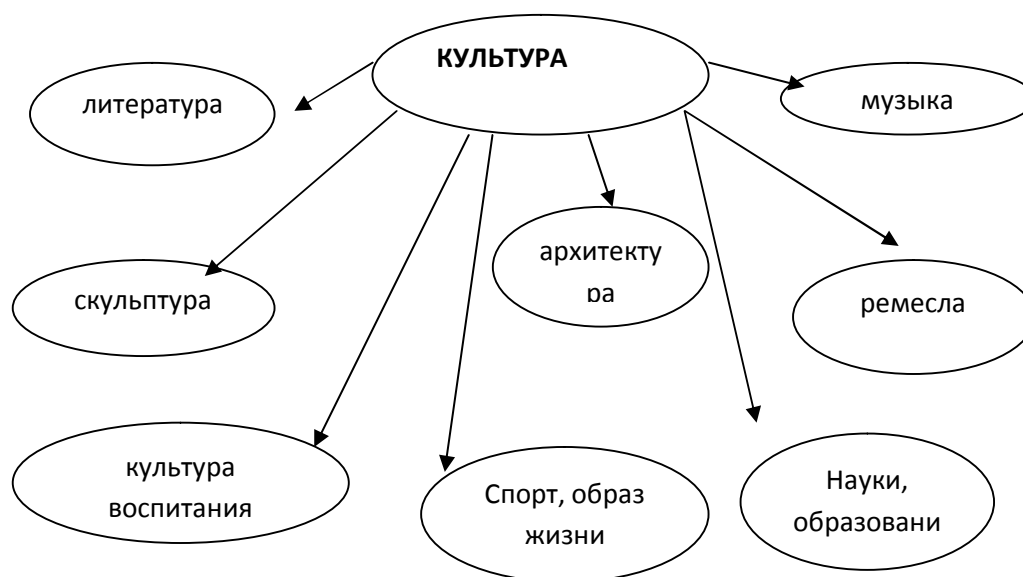 КУЛЬТУРА
литература
музыка
архитекту
ра
скульптура
ремесла
культура
воспитания
Спорт, образ
жизни
Науки,
образовани